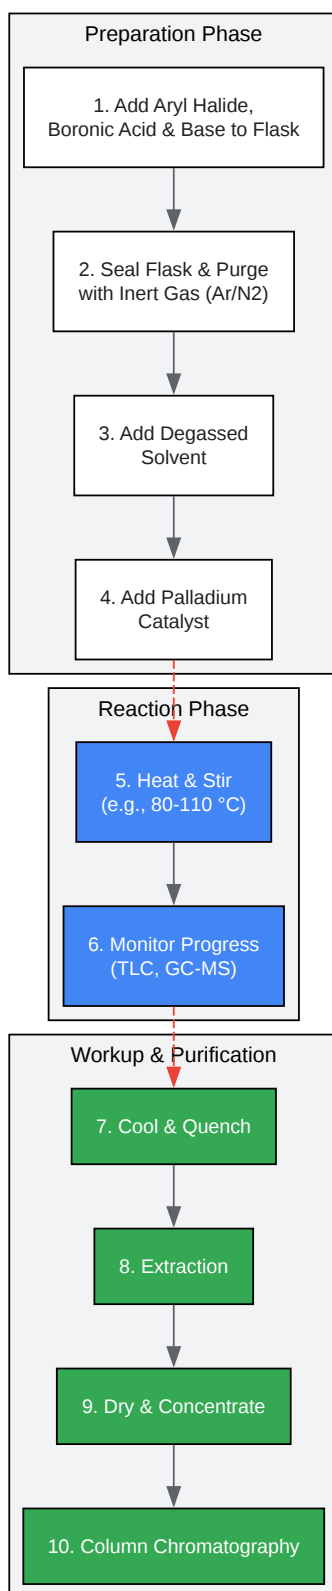 Preparation Phase
1. Add Aryl Halide,
Boronic Acid & Base to Flask
2. Seal Flask & Purge
with Inert Gas (Ar/N2)
3. Add Degassed
Solvent
4. Add Palladium
Catalyst
Reaction Phase
5. Heat & Stir
(e.g., 80-110 °C)
6. Monitor Progress
(TLC, GC-MS)
Workup & Purification
7. Cool & Quench
8. Extraction
9. Dry & Concentrate
10. Column Chromatography